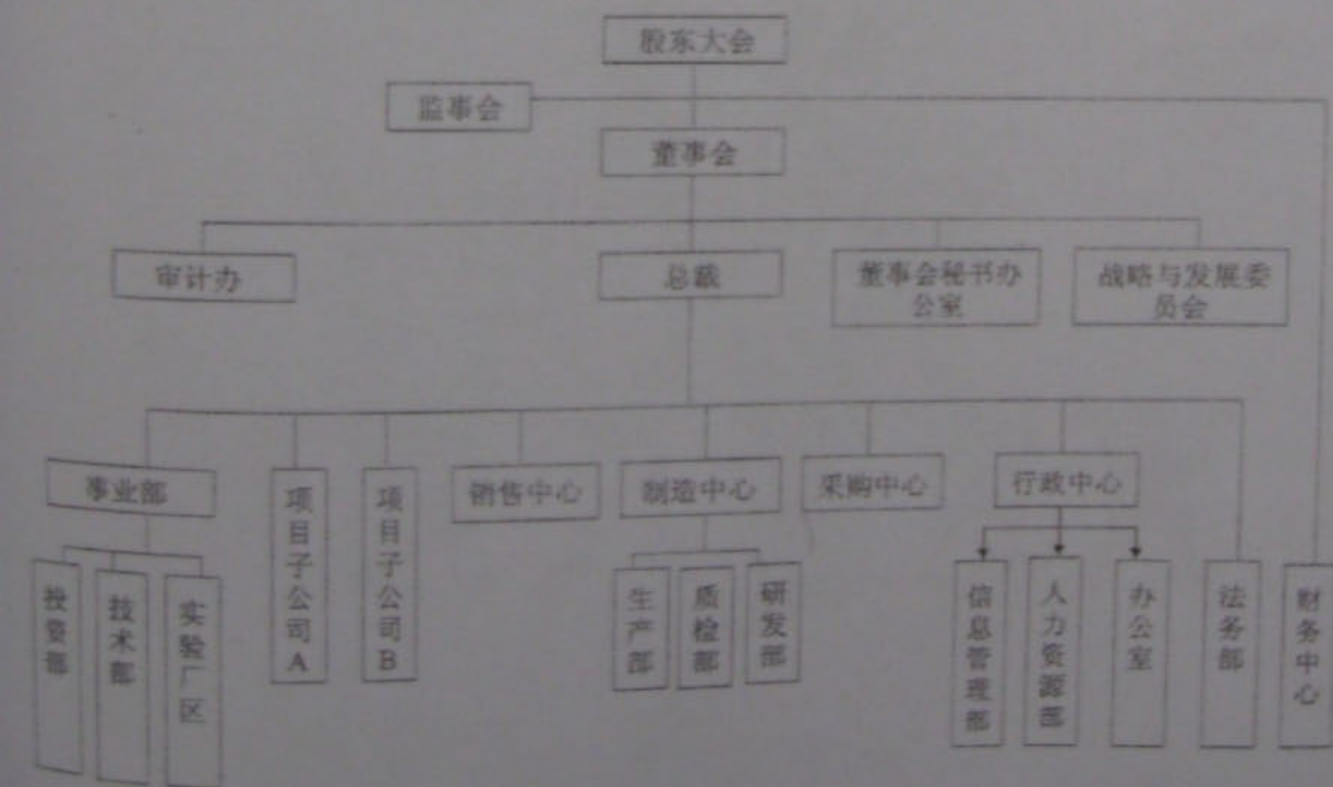 股东大会
监事会
董事会
审计办
总裁
董事会秘书办
公室
战略与发展委
员会
事业部
项目子公司A
项目子公司B
销售中心
制造中心
采购中心
行政中心
投资部
技术部
实验厂区
生产部
质检部
研发部
信息管理部
人力资源部
办公室
法务部
财务中心